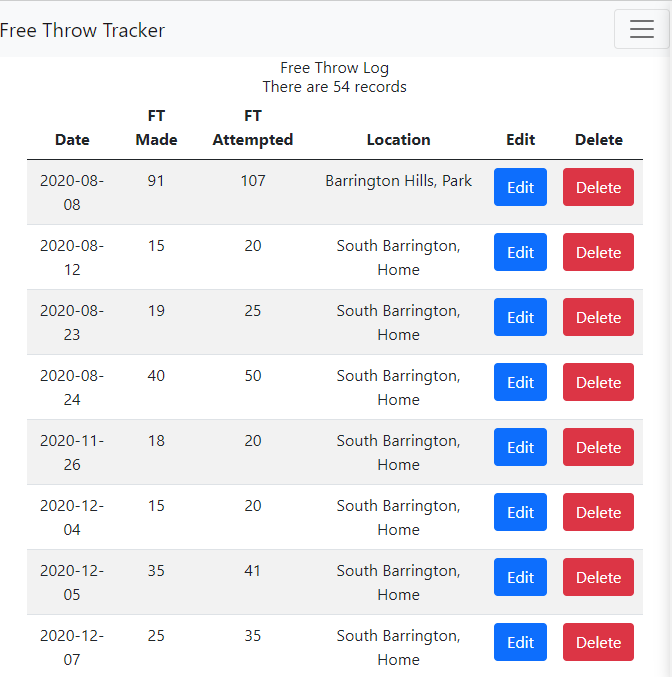 Free Throw Tracker
Free Throw Log
There are 54 records
Date FT Made FT Attempted Location Edit Delete
2020-08-08 91 107 Barrington Hills, Park Edit Delete
2020-08-12 15 20 South Barrington, Home Edit Delete
2020-08-23 19 25 South Barrington, Home Edit Delete
2020-08-24 40 50 South Barrington, Home Edit Delete
2020-11-26 18 20 South Barrington, Home Edit Delete
2020-12-04 15 20 South Barrington, Home Edit Delete
2020-12-05 35 41 South Barrington, Home Edit Delete
2020-12-07 25 35 South Barrington, Home Edit Delete